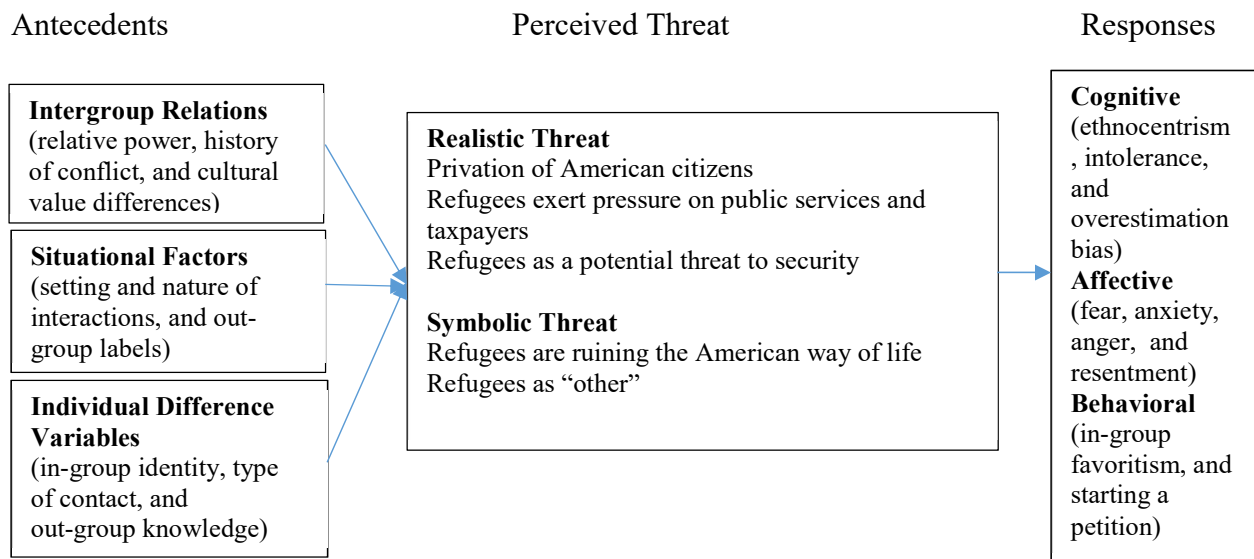 Antecedents
Perceived Threat
Responses
Intergroup Relations
(relative power, history
of conflict, and cultural
value differences)
Situational Factors
(setting and nature of
interactions, and out-
group labels)
Individual Difference
Variables
(in-group identity, type
of contact, and
out-group knowledge)
Realistic Threat
Privation of American citizens
Refugees exert pressure on public services and
taxpayers
Refugees as a potential threat to security
Symbolic Threat
Refugees are ruining the American way of life
Refugees as “other”
Cognitive
(ethnocentrism
, intolerance,
and
overestimation
bias)
Affective
(fear, anxiety,
anger, and
resentment)
Behavioral
(in-group
favoritism, and
starting a
petition)